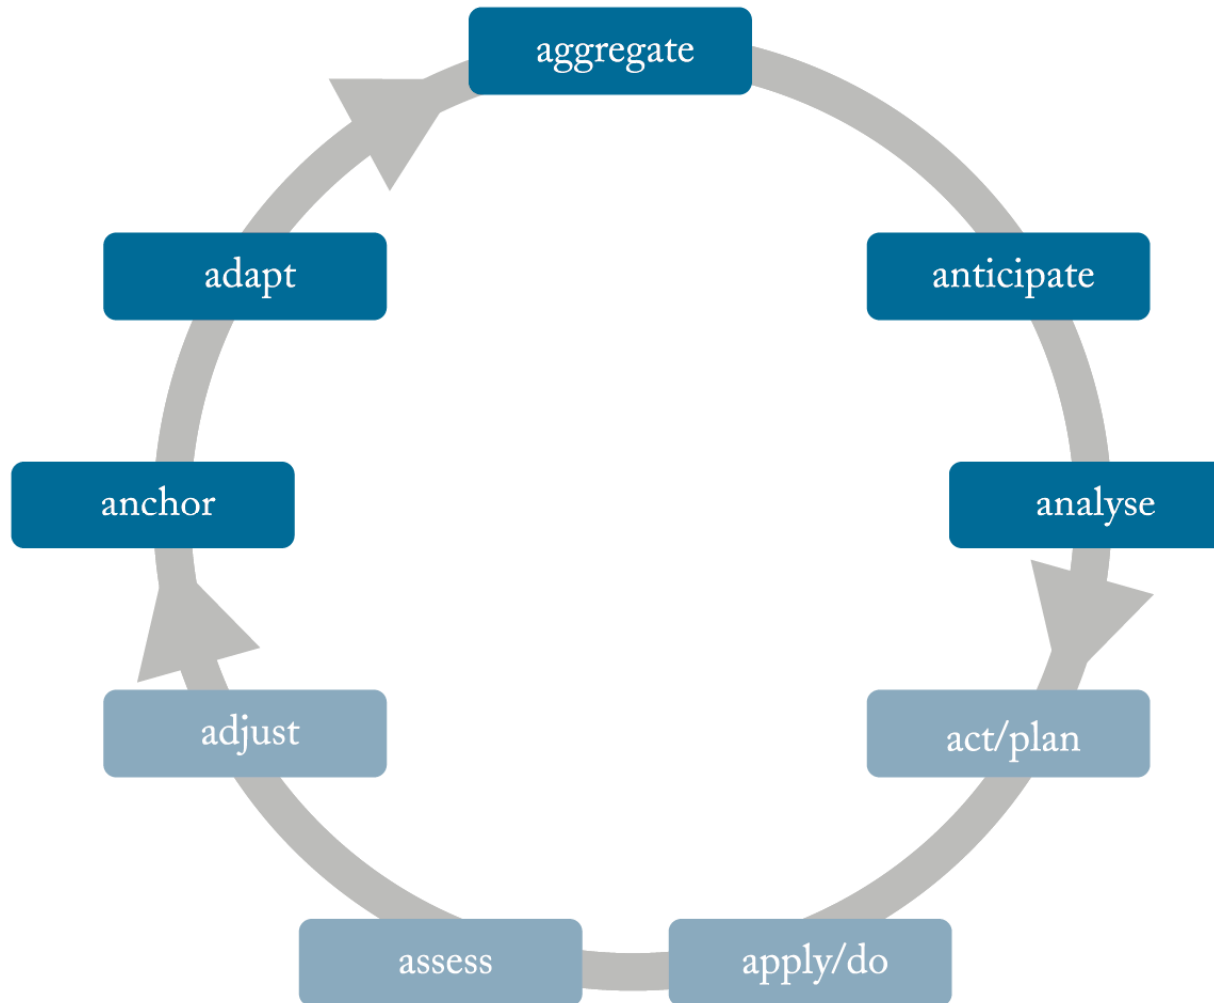 aggregate
adapt
anticipate
anchor
analyse
adjust
act/plan
assess
apply/do